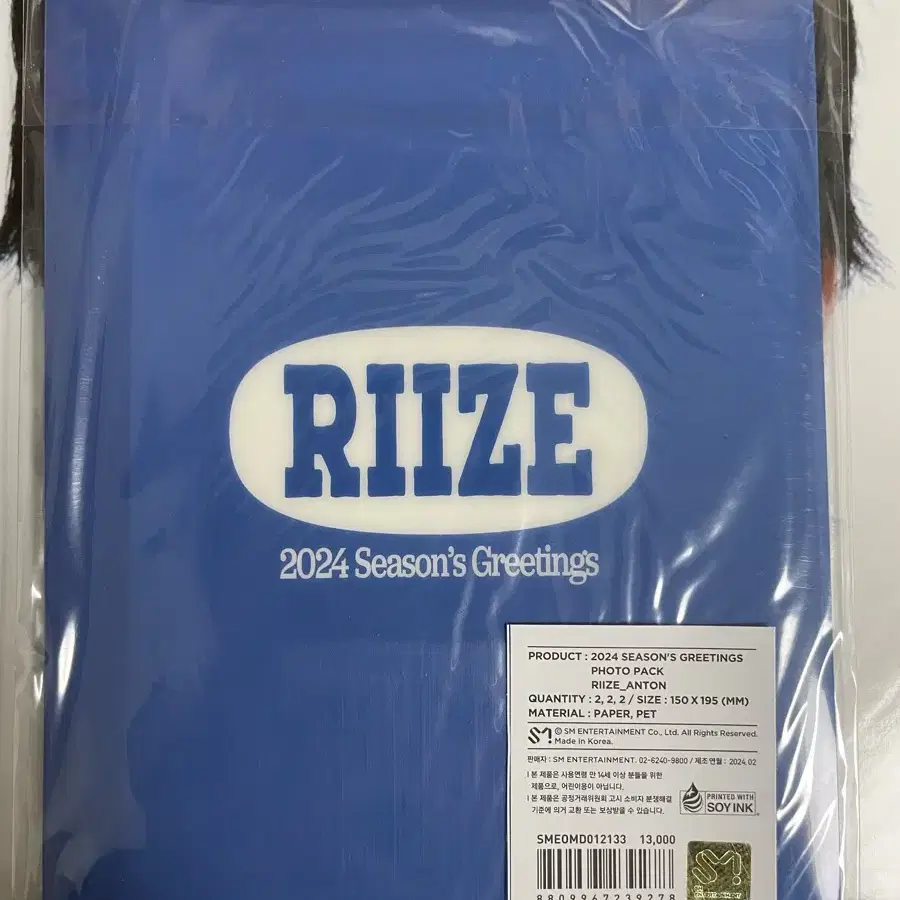 RIIZE
2024 Season's Greetings
PRODUCT : 2024 SEASON'S GREETINGS
PHOTO PACK
RIIZE_ANTON
QUANTITY : 2, 2, 2 / SIZE : 150 X 195 (MM)
MATERIAL : PAPER, PET
SM! © SM ENTERTAINMENT Co., Ltd. All Rights Reserved.
Made in Korea.
판매자 : SM ENTERTAINMENT. 02-6240-9800 / 제조연월 : 2024.02
본 제품은 사용연령 만 14세 이상 분들을 위한
제품으로, 어린이용이 아닙니다.
본 제품은 공정거래위원회 고시 소비자 분쟁해결
기준에 의거 교환 또는 보상받을 수 있습니다.
PRINTED WITH
SOY INK
SMEOMD012133 13,000
SM!
ENTERTAINMENT
8809967239278